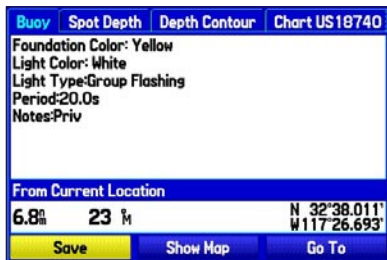 Buoy Spot Depth Depth Contour Chart US18740
Foundation Color: Yellow
Light Color: White
Light Type:Group Flashing
Period:20.0s
Notes:Priv
From Current Location
6.8nm 23°M N 32°38.011'
W117°26.693'
Save Show Map Go To